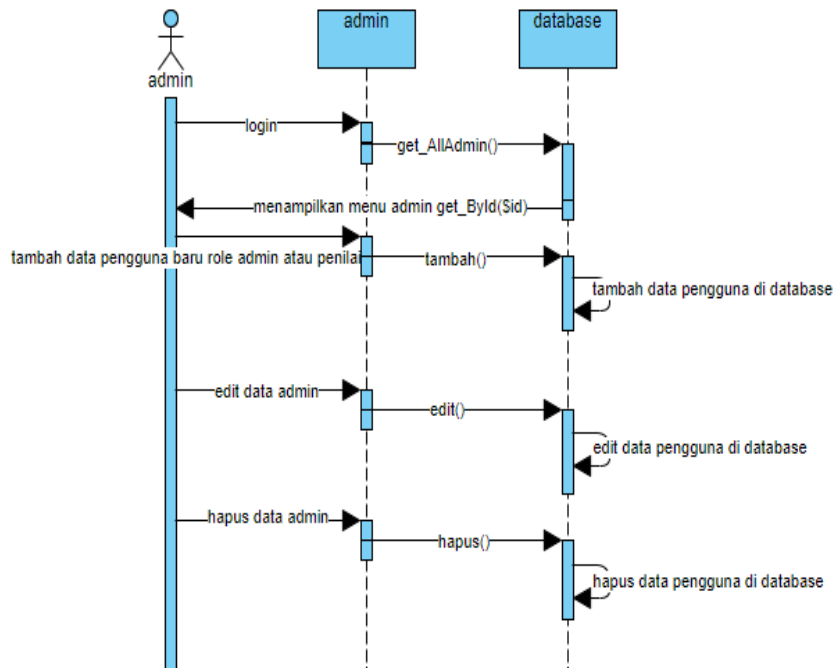 admin
database
admin
login
get_AllAdmin()
menampilkan menu admin get_ById($id)
tambah data pengguna baru role admin atau penilai
tambah()
tambah data pengguna di database
edit data admin
edit()
edit data pengguna di database
hapus data admin
hapus()
hapus data pengguna di database